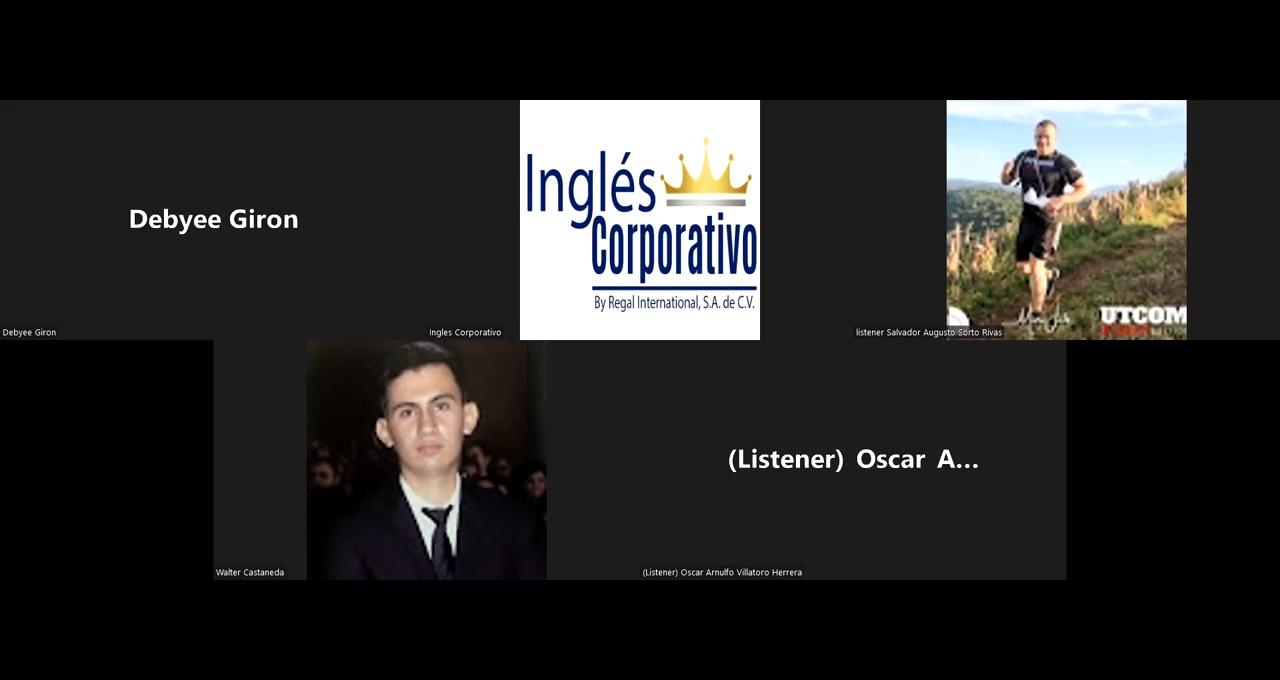 Debyee Giron
Inglés
Corporativo
By Regal International, S.A. de C.V.
UTCOM
Debyee Giron
Ingles Corporativo
listener Salvador Augusto Sorto Rivas
(Listener) Oscar A...
Walter Castaneda
(Listener) Oscar Arnulfo Villatoro Herrera